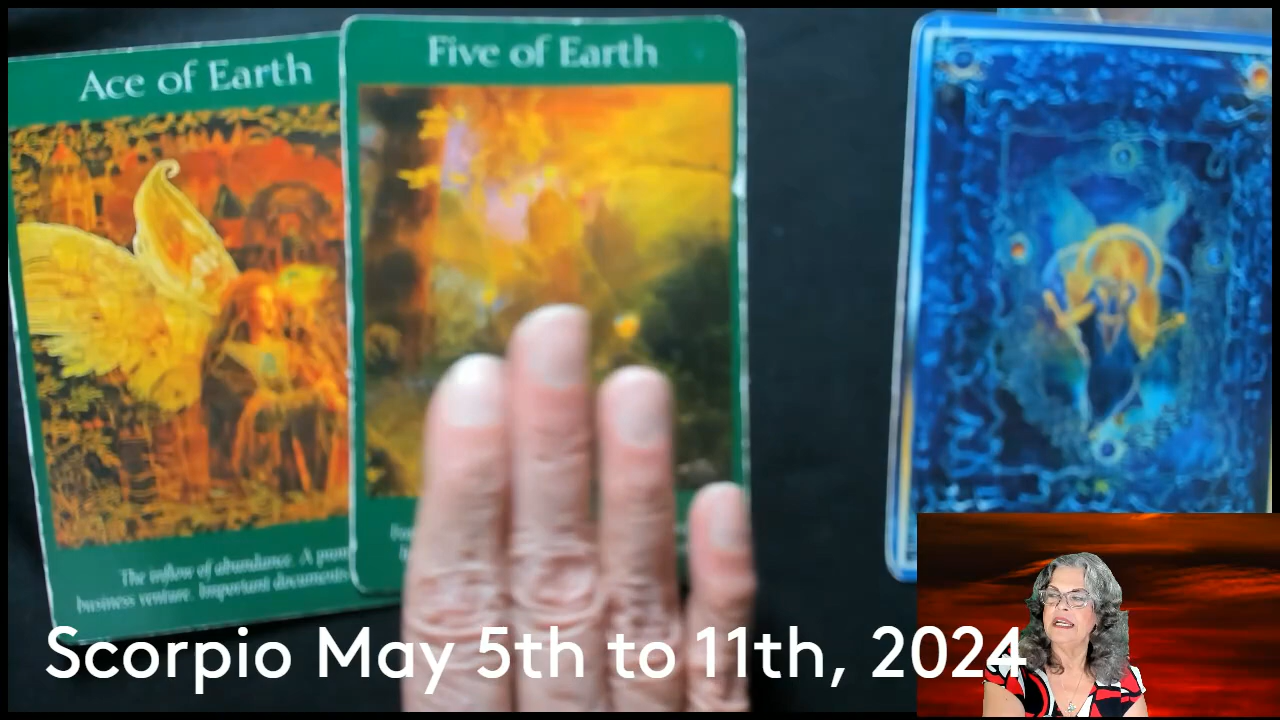 Ace of Earth
Five of Earth
The inflow of abundance. A
business venture. Important documents
Scorpio May 5th to 11th, 2024